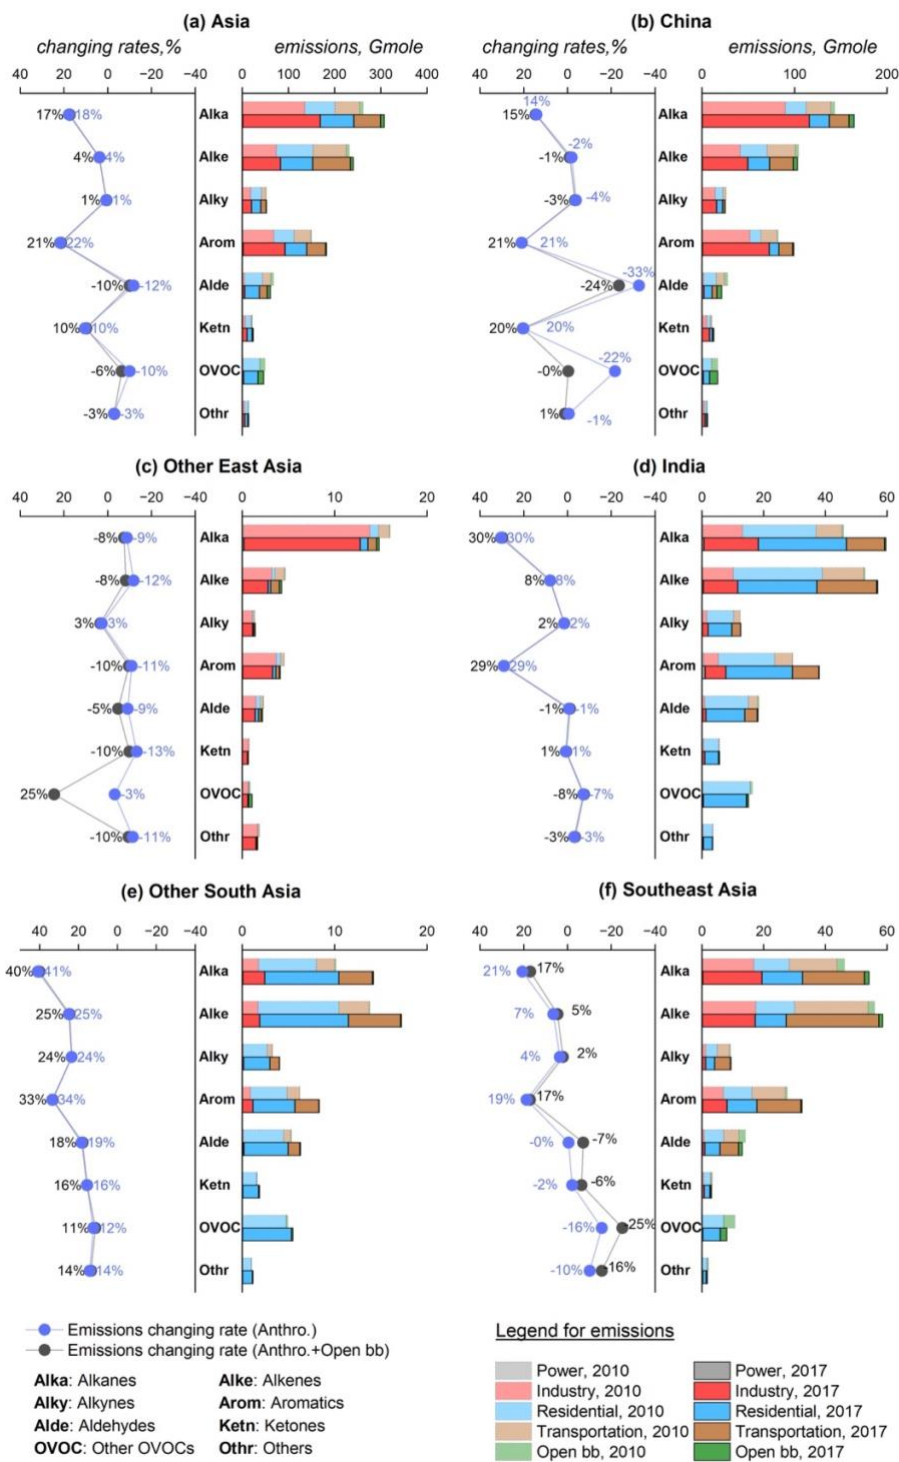 (a) Asia
changing rates,% emissions, Gmole
40 20 0 −20 −40 0 100 200 300 400
17% 18% Alka
4% 4% Alke
1% 1% Alky
21% 22% Arom
-10% -12% Alde
10% 10% Ketn
-6% -10% OVOC
-3% -3% Othr
(b) China
changing rates,% emissions, Gmole
40 20 0 −20 −40 0 100 200
14%
15% Alka
-2%
-1% Alke
-3% -4% Alky
21% 21% Arom
-33%
-24% Alde
20% 20% Ketn
-22%
-0% OVOC
1% -1% Othr
(c) Other East Asia
40 20 0 −20 −40 0 10 20
-8% -9% Alka
-8% -12% Alke
3% 3% Alky
-10% -11% Arom
-5% -9% Alde
-10% -13% Ketn
25% -3% OVOC
-10% -11% Othr
(d) India
40 20 0 −20 −40 0 20 40 60
30% 30% Alka
8% 8% Alke
2% 2% Alky
29% 29% Arom
-1% -1% Alde
1% 1% Ketn
-8% -7% OVOC
-3% -3% Othr
(e) Other South Asia
40 20 0 −20 −40 0 10 20
40% 41% Alka
25% 25% Alke
24% 24% Alky
33% 34% Arom
18% 19% Alde
16% 16% Ketn
11% 12% OVOC
14% 14% Othr
(f) Southeast Asia
40 20 0 −20 −40 0 20 40 60
21% 17% Alka
7% 5% Alke
4% 2% Alky
19% 17% Arom
-0% -7% Alde
-2% -6% Ketn
-16% -25% OVOC
-10% -16% Othr
Emissions changing rate (Anthro.)
Emissions changing rate (Anthro.+Open bb)
Alka: Alkanes Alke: Alkenes
Alky: Alkynes Arom: Aromatics
Alde: Aldehydes Ketn: Ketones
OVOC: Other OVOCs Othr: Others
Legend for emissions
Power, 2010 Power, 2017
Industry, 2010 Industry, 2017
Residential, 2010 Residential, 2017
Transportation, 2010 Transportation, 2017
Open bb, 2010 Open bb, 2017